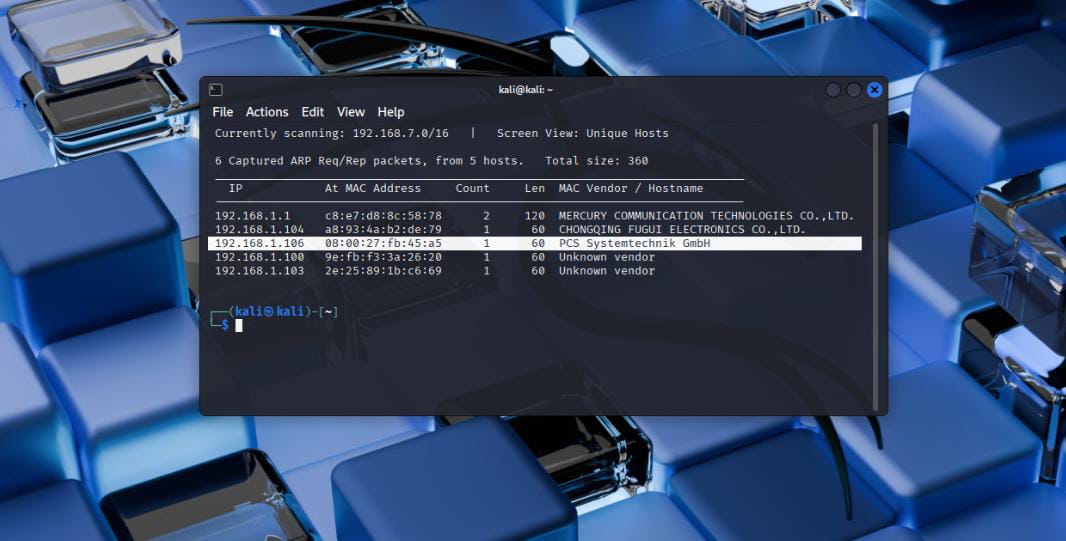 kali@kali: ~
File Actions Edit View Help
Currently scanning: 192.168.7.0/16 | Screen View: Unique Hosts
6 Captured ARP Req/Rep packets, from 5 hosts. Total size: 360
IP At MAC Address Count Len MAC Vendor / Hostname
192.168.1.1 c8:e7:d8:8c:58:78 2 120 MERCURY COMMUNICATION TECHNOLOGIES CO.,LTD.
192.168.1.104 a8:93:4a:b2:de:79 1 60 CHONGQING FUGUI ELECTRONICS CO.,LTD.
192.168.1.106 08:00:27:fb:45:a5 1 60 PCS Systemtechnik GmbH
192.168.1.100 9e:fb:f3:3a:26:20 1 60 Unknown vendor
192.168.1.103 2e:25:89:1b:c6:69 1 60 Unknown vendor
┌──(kali㉿kali)-[~]
└─$